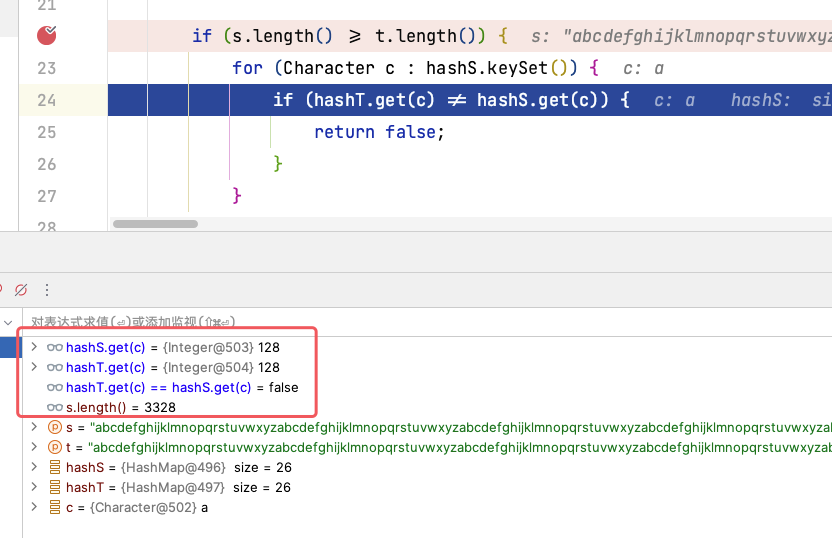 21
if (s.length() >= t.length()) { s: "abcdefghijklmnopqrstuvwxyz
23 for (Character c : hashS.keySet()) { c: a
24 if (hashT.get(c) != hashS.get(c)) { c: a hashS: si
25 return false;
26 }
27 }
28
对表达式求值(⏎)或添加监视(⇧⌘⏎)
hashS.get(c) = {Integer@503} 128
hashT.get(c) = {Integer@504} 128
hashT.get(c) == hashS.get(c) = false
s.length() = 3328
s = "abcdefghijklmnopqrstuvwxyzabcdefghijklmnopqrstuvwxyzabcdefghijklmnopqrstuvwxyzabcdefghijklmnopqrstuvwxyzabcdefghijklmnopqrstuvwxyzal
t = "abcdefghijklmnopqrstuvwxyzabcdefghijklmnopqrstuvwxyzabcdefghijklmnopqrstuvwxyzabcdefghijklmnopqrstuvwxyzabcdefghijklmnopqrstuvwxyzab
hashS = {HashMap@496} size = 26
hashT = {HashMap@497} size = 26
c = {Character@502} a